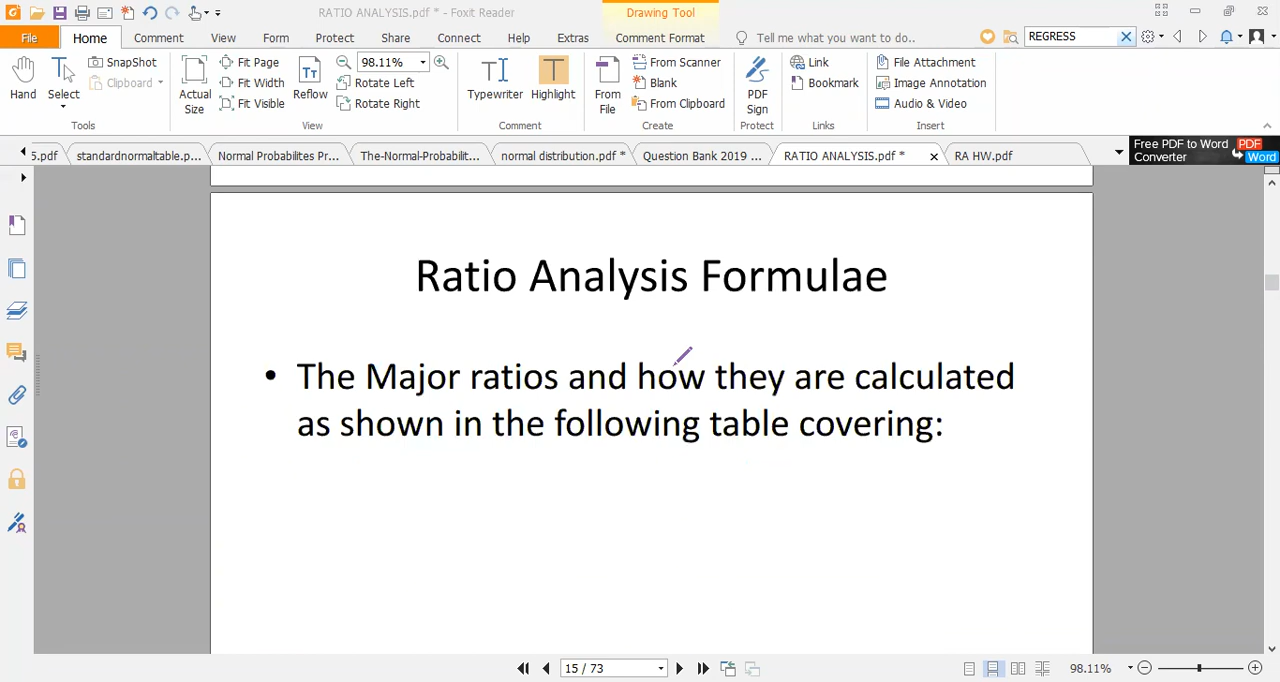 RATIO ANALYSIS.pdf * - Foxit Reader
Drawing Tool
File Home Comment View Form Protect Share Connect Help Extras Comment Format Tell me what you want to do.. REGRESS
Hand
Select
SnapShot
Clipboard
Tools
Actual Size
Fit Page
Fit Width
Fit Visible
Reflow
98.11%
Rotate Left
Rotate Right
View
Typewriter
Highlight
Comment
From File
From Scanner
Blank
From Clipboard
Create
PDF Sign
Protect
Link
Bookmark
Links
File Attachment
Image Annotation
Audio & Video
Insert
5.pdf standardnormaltable.p... Normal Probabilites Pr... The-Normal-Probabilit... normal distribution.pdf * Question Bank 2019 ... RATIO ANALYSIS.pdf * RA HW.pdf
Free PDF to Word Converter PDF Word
Ratio Analysis Formulae
• The Major ratios and how they are calculated
as shown in the following table covering:
15 / 73
98.11%